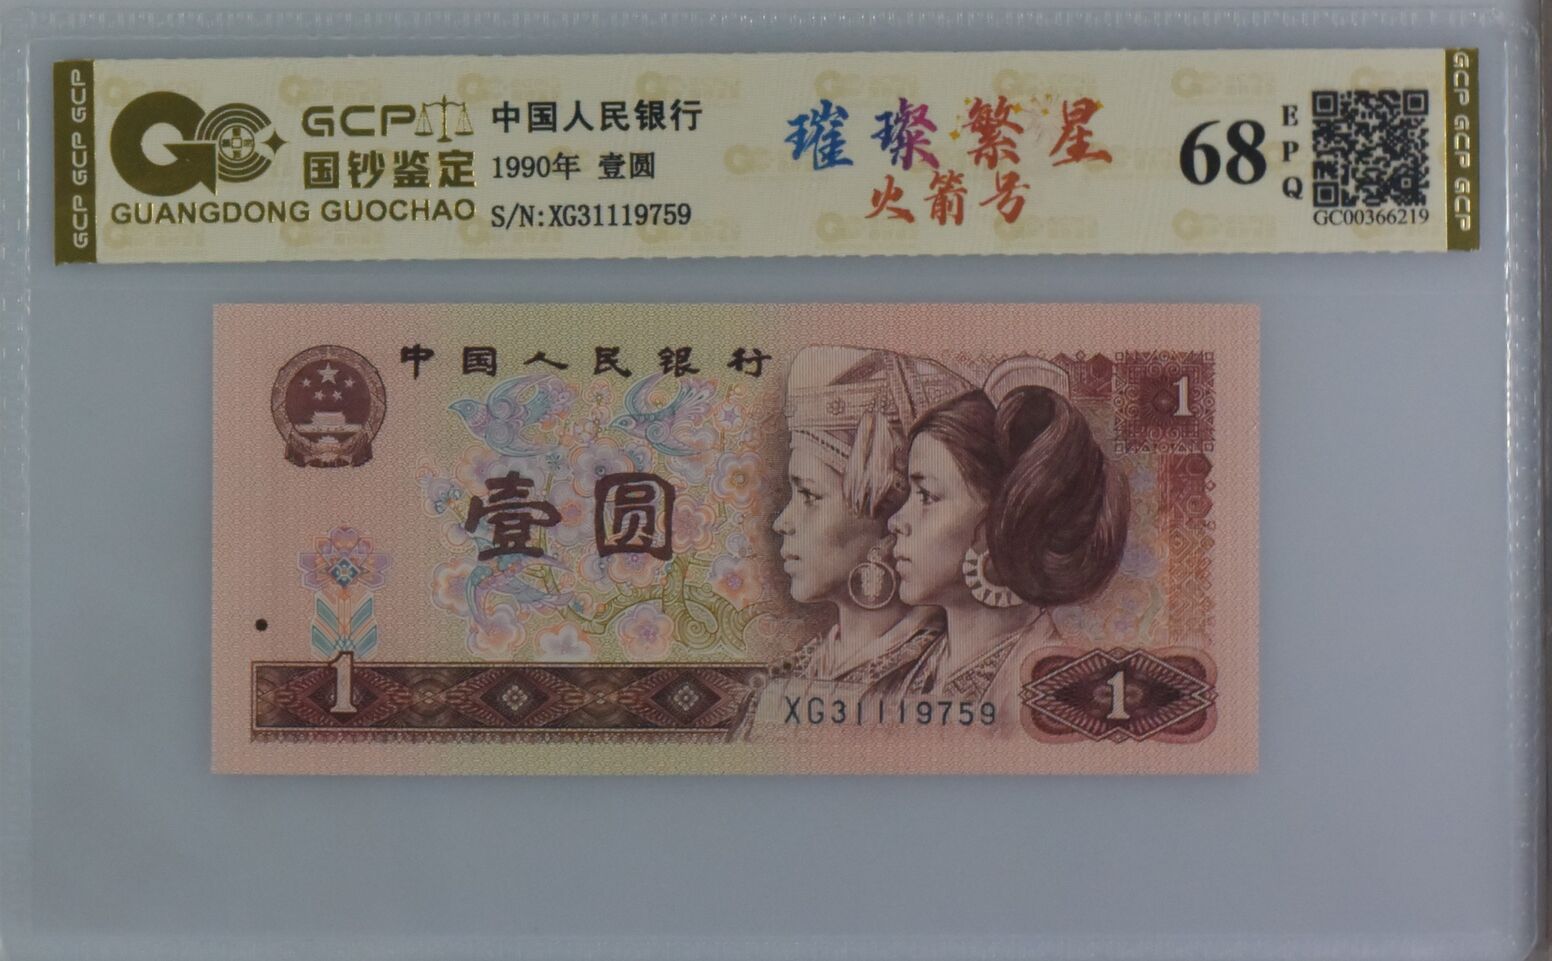 GCP GCP GCP
GCP
国钞鉴定
GUANGDONG GUOCHAO
中国人民银行
1990年 壹圆
S/N:XG31119759
璀璨繁星
火箭号
68
EPQ
GC00366219
GCP GCP GCP
中国人民银行
1
壹圆
1
XG31119759
1